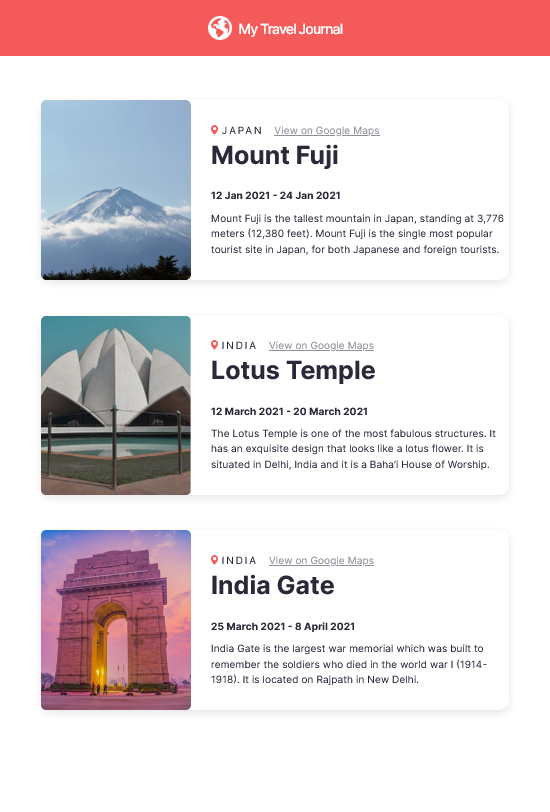 My Travel Journal
JAPAN View on Google Maps
Mount Fuji
12 Jan 2021 - 24 Jan 2021
Mount Fuji is the tallest mountain in Japan, standing at 3,776
meters (12,380 feet). Mount Fuji is the single most popular
tourist site in Japan, for both Japanese and foreign tourists.
INDIA View on Google Maps
Lotus Temple
12 March 2021 - 20 March 2021
The Lotus Temple is one of the most fabulous structures. It
has an exquisite design that looks like a lotus flower. It is
situated in Delhi, India and it is a Baha’i House of Worship.
INDIA View on Google Maps
India Gate
25 March 2021 - 8 April 2021
India Gate is the largest war memorial which was built to
remember the soldiers who died in the world war I (1914-
1918). It is located on Rajpath in New Delhi.